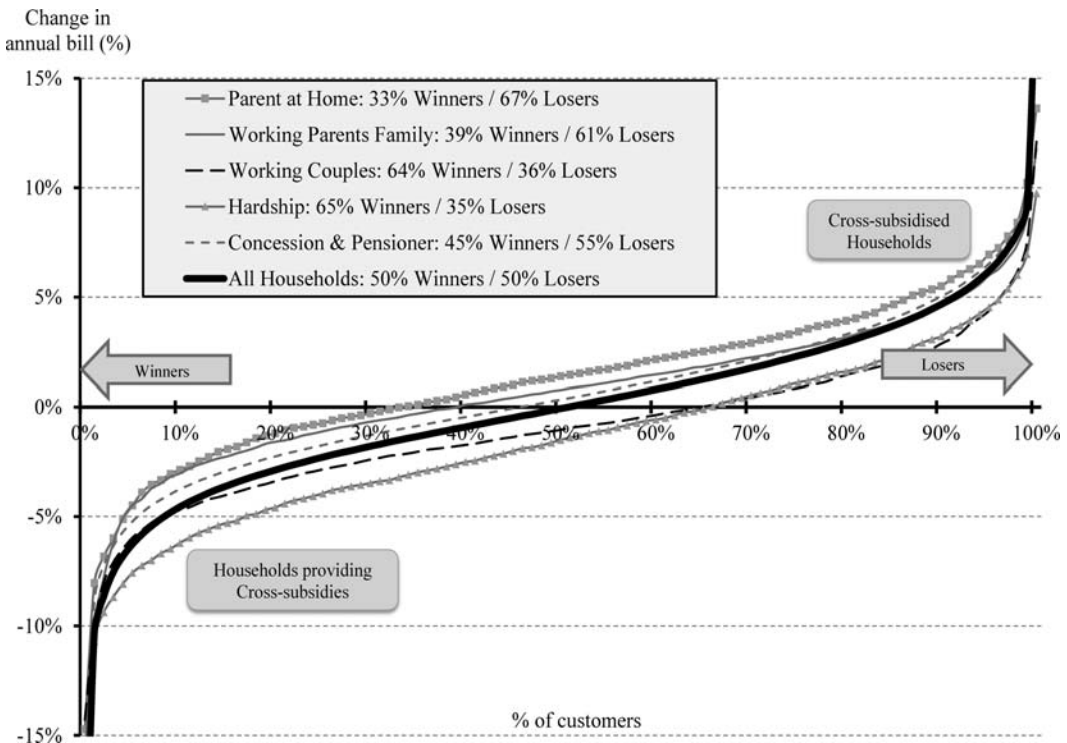 Change in
annual bill (%)
15%
Parent at Home: 33% Winners / 67% Losers
Working Parents Family: 39% Winners / 61% Losers
Working Couples: 64% Winners / 36% Losers
Hardship: 65% Winners / 35% Losers
Concession & Pensioner: 45% Winners / 55% Losers
All Households: 50% Winners / 50% Losers
10%
Cross-subsidised
Households
5%
Winners
Losers
0%
0% 10% 20% 30% 40% 50% 60% 70% 80% 90% 100%
-5%
Households providing
Cross-subsidies
-10%
% of customers
-15%